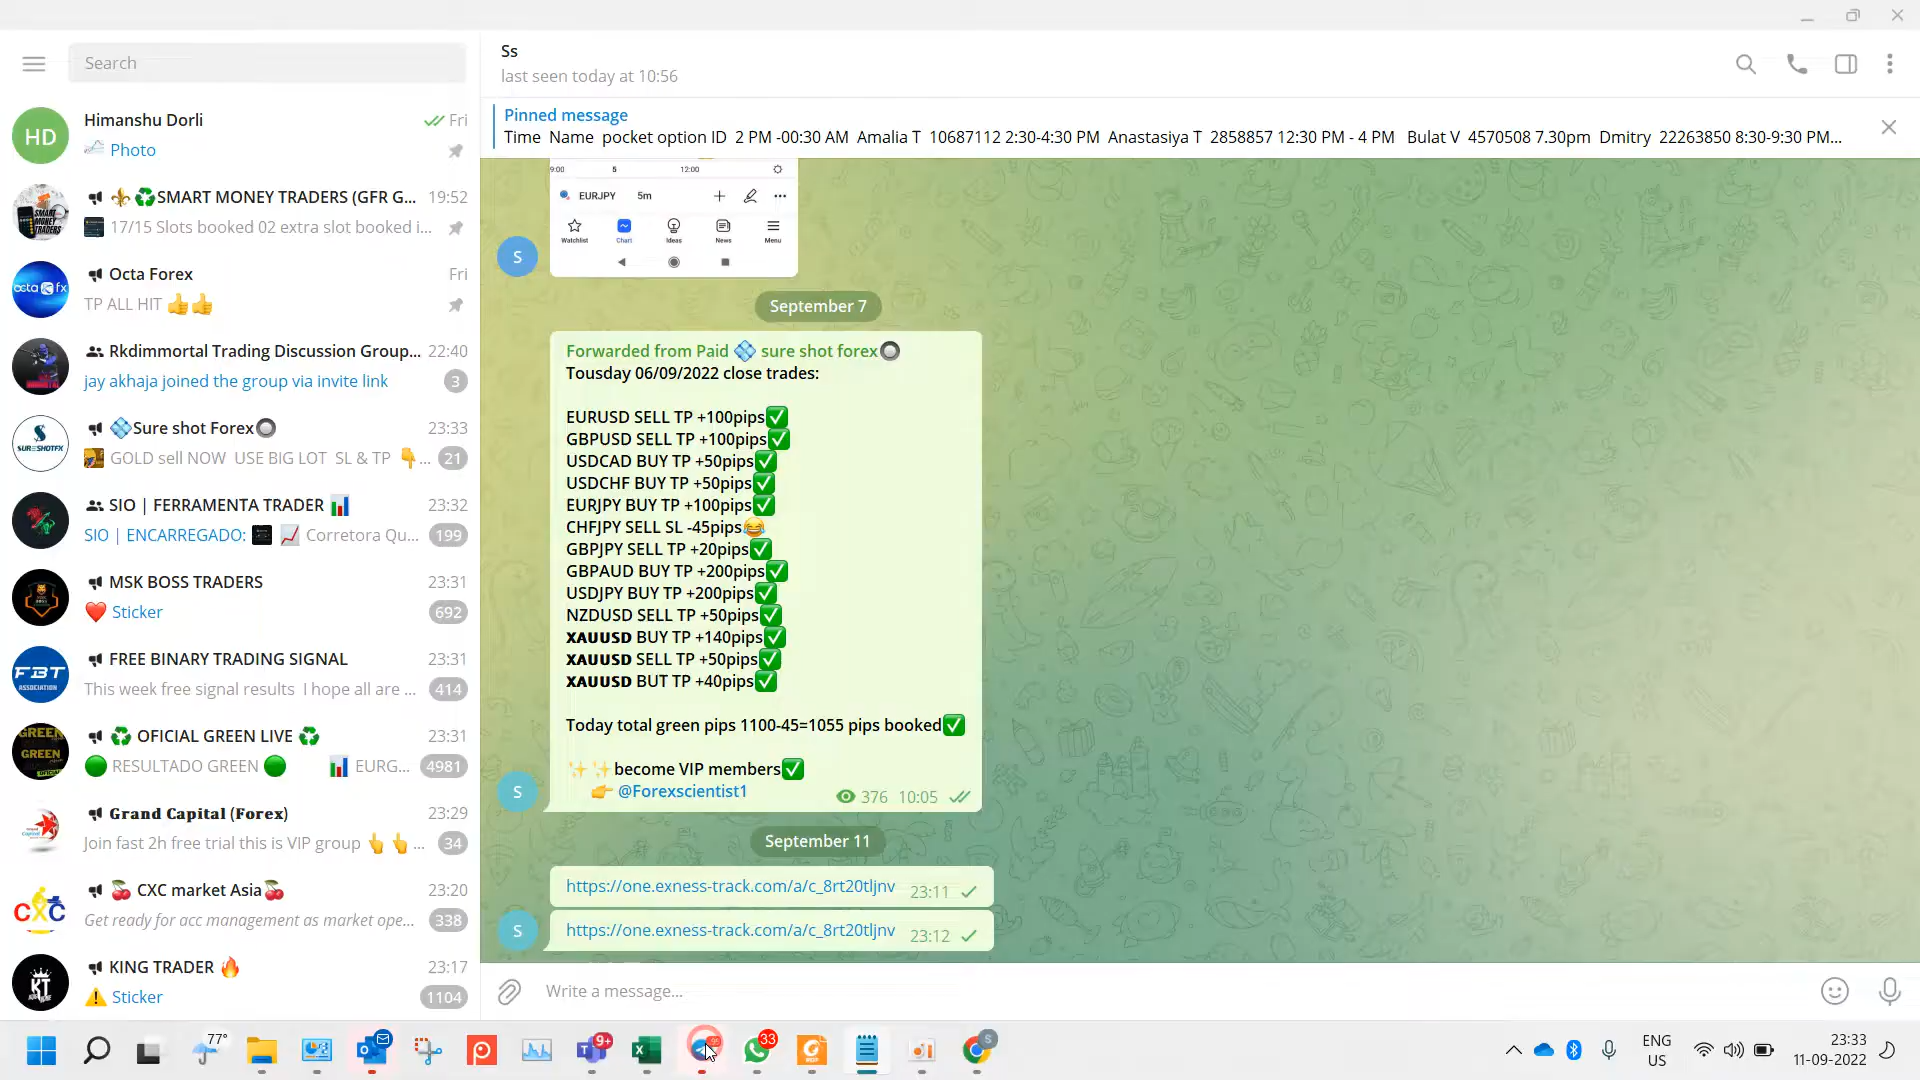 Search
HD
Himanshu Dorli
Fri
Photo
SMART MONEY TRADERS (GFR G...
19:52
17/15 Slots booked 02 extra slot booked i...
octa fx
Octa Forex
Fri
TP ALL HIT 👍👍
Rkdimmortal Trading Discussion Group...
22:40
jay akhaja joined the group via invite link
3
SURESHOTFX
💠Sure shot Forex🔘
23:33
GOLD sell NOW USE BIG LOT SL & TP 👇...
21
SIO | FERRAMENTA TRADER 📊
23:32
SIO | ENCARREGADO: 📈 Corretora Qu...
199
MSK BOSS TRADERS
23:31
❤️ Sticker
692
FBT
ASSOCIATION
FREE BINARY TRADING SIGNAL
23:31
This week free signal results I hope all are ...
414
GREEN
♻️ OFICIAL GREEN LIVE ♻️
23:31
🟢 RESULTADO GREEN 🟢 📊 EURG...
4981
Grand Capital (Forex)
23:29
Join fast 2h free trial this is VIP group 👆👆...
34
CXC
🍒 CXC market Asia🍒
23:20
Get ready for acc management as market ope...
338
KT
KING TRADER 🔥
23:17
⚠️ Sticker
1104
Ss
last seen today at 10:56
Pinned message
Time Name pocket option ID 2 PM -00:30 AM Amalia T 10687112 2:30-4:30 PM Anastasiya T 2858857 12:30 PM - 4 PM Bulat V 4570508 7.30pm Dmitry 22263850 8:30-9:30 PM...
9:00 5 12:00
EURJPY 5m
Watchlist Chart Ideas News Menu
S
September 7
Forwarded from Paid 💠 sure shot forex🔘
Tousday 06/09/2022 close trades:
EURUSD SELL TP +100pips✅
GBPUSD SELL TP +100pips✅
USDCAD BUY TP +50pips✅
USDCHF BUY TP +50pips✅
EURJPY BUY TP +100pips✅
CHFJPY SELL SL -45pips😂
GBPJPY SELL TP +20pips✅
GBPAUD BUY TP +200pips✅
USDJPY BUY TP +200pips✅
NZDUSD SELL TP +50pips✅
XAUUSD BUY TP +140pips✅
XAUUSD SELL TP +50pips✅
XAUUSD BUT TP +40pips✅
Today total green pips 1100-45=1055 pips booked✅
✨✨become VIP members✅
👉 @Forexscientist1
376 10:05
S
September 11
https://one.exness-track.com/a/c_8rt20tljnv 23:11
https://one.exness-track.com/a/c_8rt20tljnv 23:12
S
Write a message...
77°
9+
33
S
ENG
US
23:33
11-09-2022